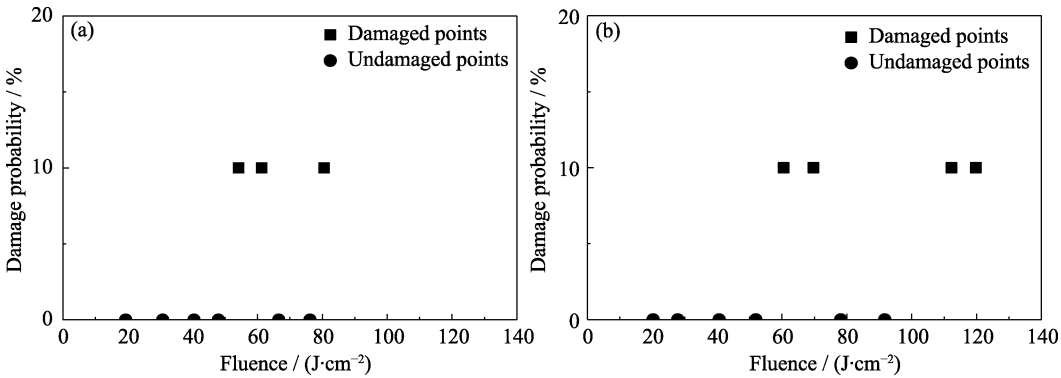 (a)
Damaged points
Undamaged points
Damage probability / %
20
10
0
0 20 40 60 80 100 120 140
Fluence / (J·cm⁻²)
(b)
Damaged points
Undamaged points
Damage probability / %
20
10
0
0 20 40 60 80 100 120 140
Fluence / (J·cm⁻²)